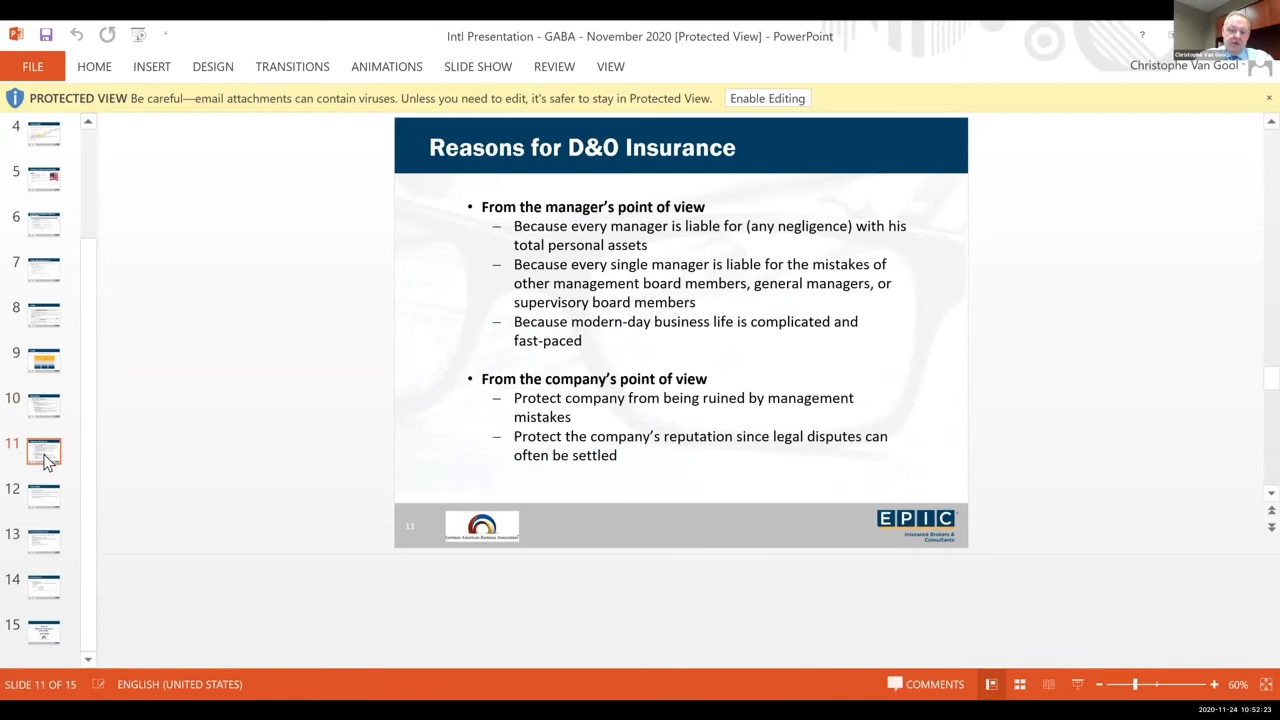 Intl Presentation - GABA - November 2020 [Protected View] - PowerPoint
?
Christophe Van Gool
FILE HOME INSERT DESIGN TRANSITIONS ANIMATIONS SLIDE REVIEW VIEW
Christophe Van Gool
PROTECTED VIEW Be careful—email attachments can contain viruses. Unless you need to edit, it's safer to stay in Protected View. Enable Editing
4
5
6
7
8
9
10
11
12
13
14
15
Reasons for D&O Insurance
• From the manager's point of view
– Because every manager is liable for (any negligence) with his
total personal assets
– Because every single manager is liable for the mistakes of
other management board members, general managers, or
supervisory board members
– Because modern-day business life is complicated and
fast-paced
• From the company's point of view
– Protect company from being ruined by management
mistakes
– Protect the company's reputation since legal disputes can
often be settled
11
German American Business Association
EPIC
Insurance Brokers &
Consultants
SLIDE 11 OF 15 ENGLISH (UNITED STATES) COMMENTS 60%
2020-11-24 10:52:23